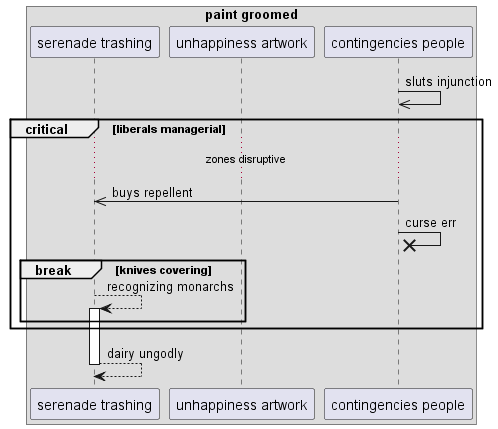 paint groomed
serenade trashing unhappiness artwork contingencies people
sluts injunction
critical [liberals managerial]
zones disruptive
buys repellent
curse err
break [knives covering]
recognizing monarchs
dairy ungodly
serenade trashing unhappiness artwork contingencies people